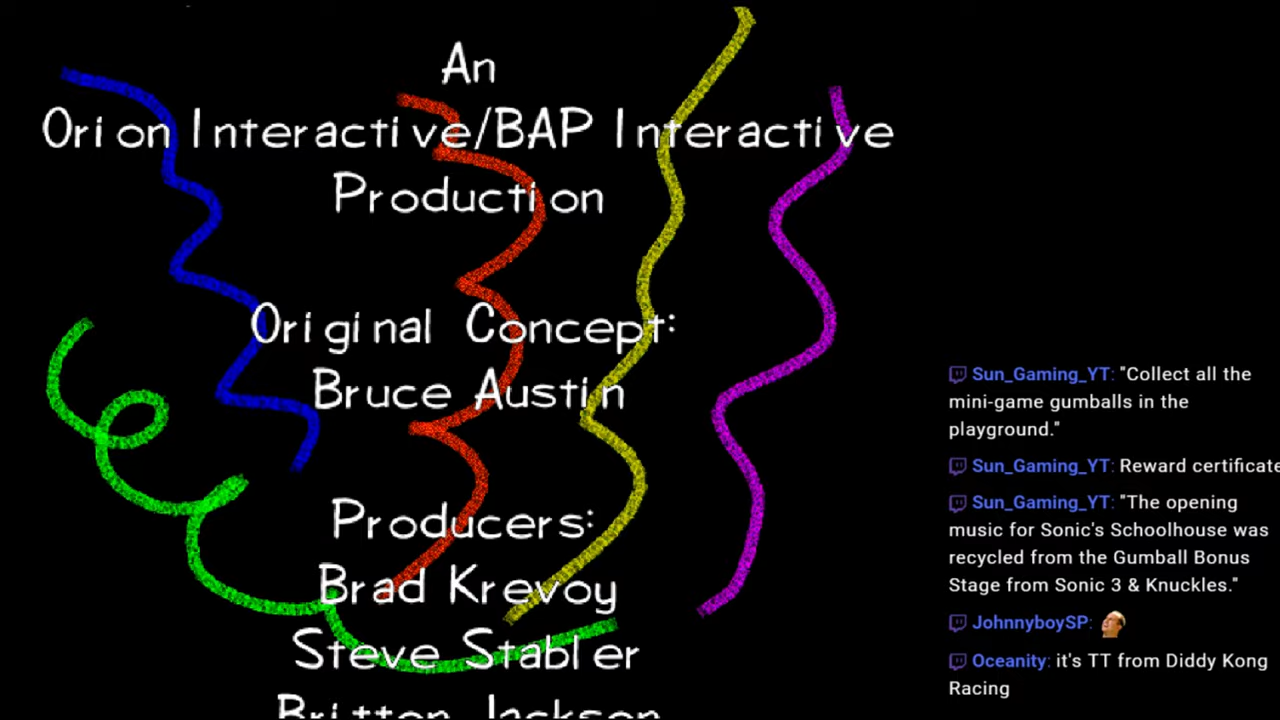 An
Orion Interactive/BAP Interactive
Production
Original Concept:
Bruce Austin
Producers:
Brad Krevoy
Steve Stabler
Britton Jackson
Sun_Gaming_YT: "Collect all the
mini-game gumballs in the
playground."
Sun_Gaming_YT: Reward certificate
Sun_Gaming_YT: "The opening
music for Sonic's Schoolhouse was
recycled from the Gumball Bonus
Stage from Sonic 3 & Knuckles."
JohnnyboySP:
Oceanity: it's TT from Diddy Kong
Racing